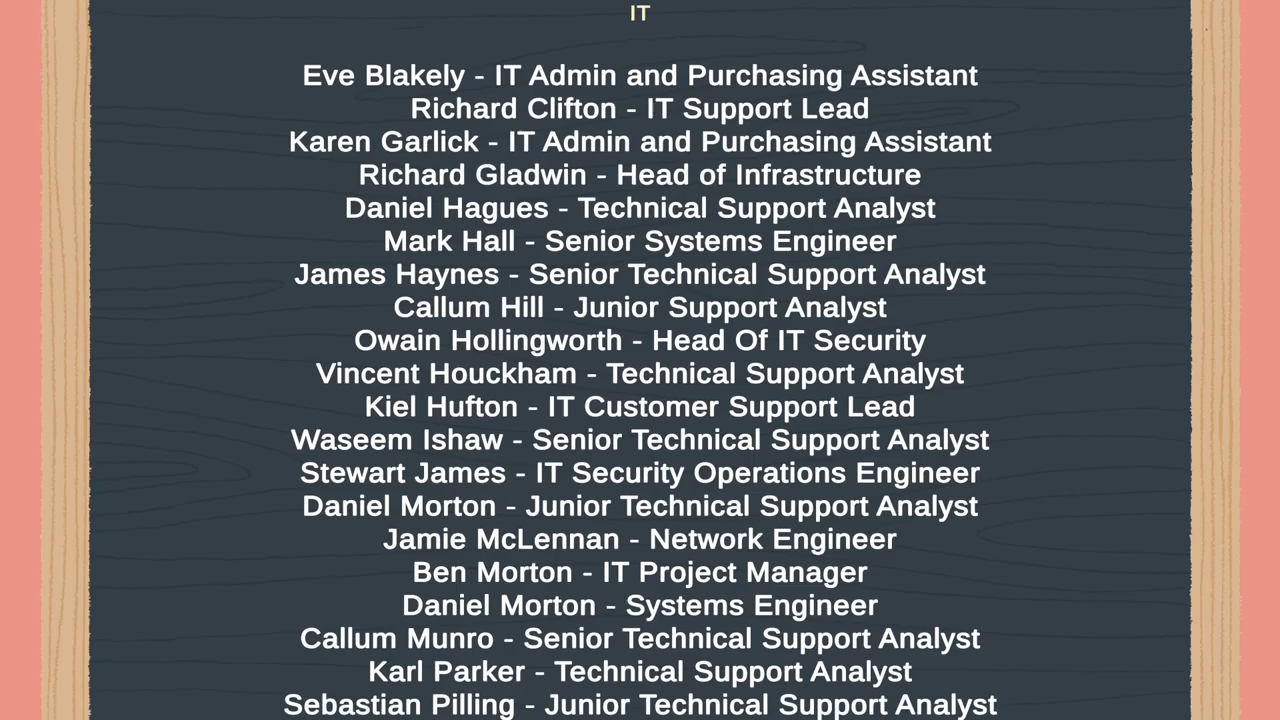 IT
Eve Blakely - IT Admin and Purchasing Assistant
Richard Clifton - IT Support Lead
Karen Garlick - IT Admin and Purchasing Assistant
Richard Gladwin - Head of Infrastructure
Daniel Hagues - Technical Support Analyst
Mark Hall - Senior Systems Engineer
James Haynes - Senior Technical Support Analyst
Callum Hill - Junior Support Analyst
Owain Hollingworth - Head Of IT Security
Vincent Houckham - Technical Support Analyst
Kiel Hufton - IT Customer Support Lead
Waseem Ishaw - Senior Technical Support Analyst
Stewart James - IT Security Operations Engineer
Daniel Morton - Junior Technical Support Analyst
Jamie McLennan - Network Engineer
Ben Morton - IT Project Manager
Daniel Morton - Systems Engineer
Callum Munro - Senior Technical Support Analyst
Karl Parker - Technical Support Analyst
Sebastian Pilling - Junior Technical Support Analyst